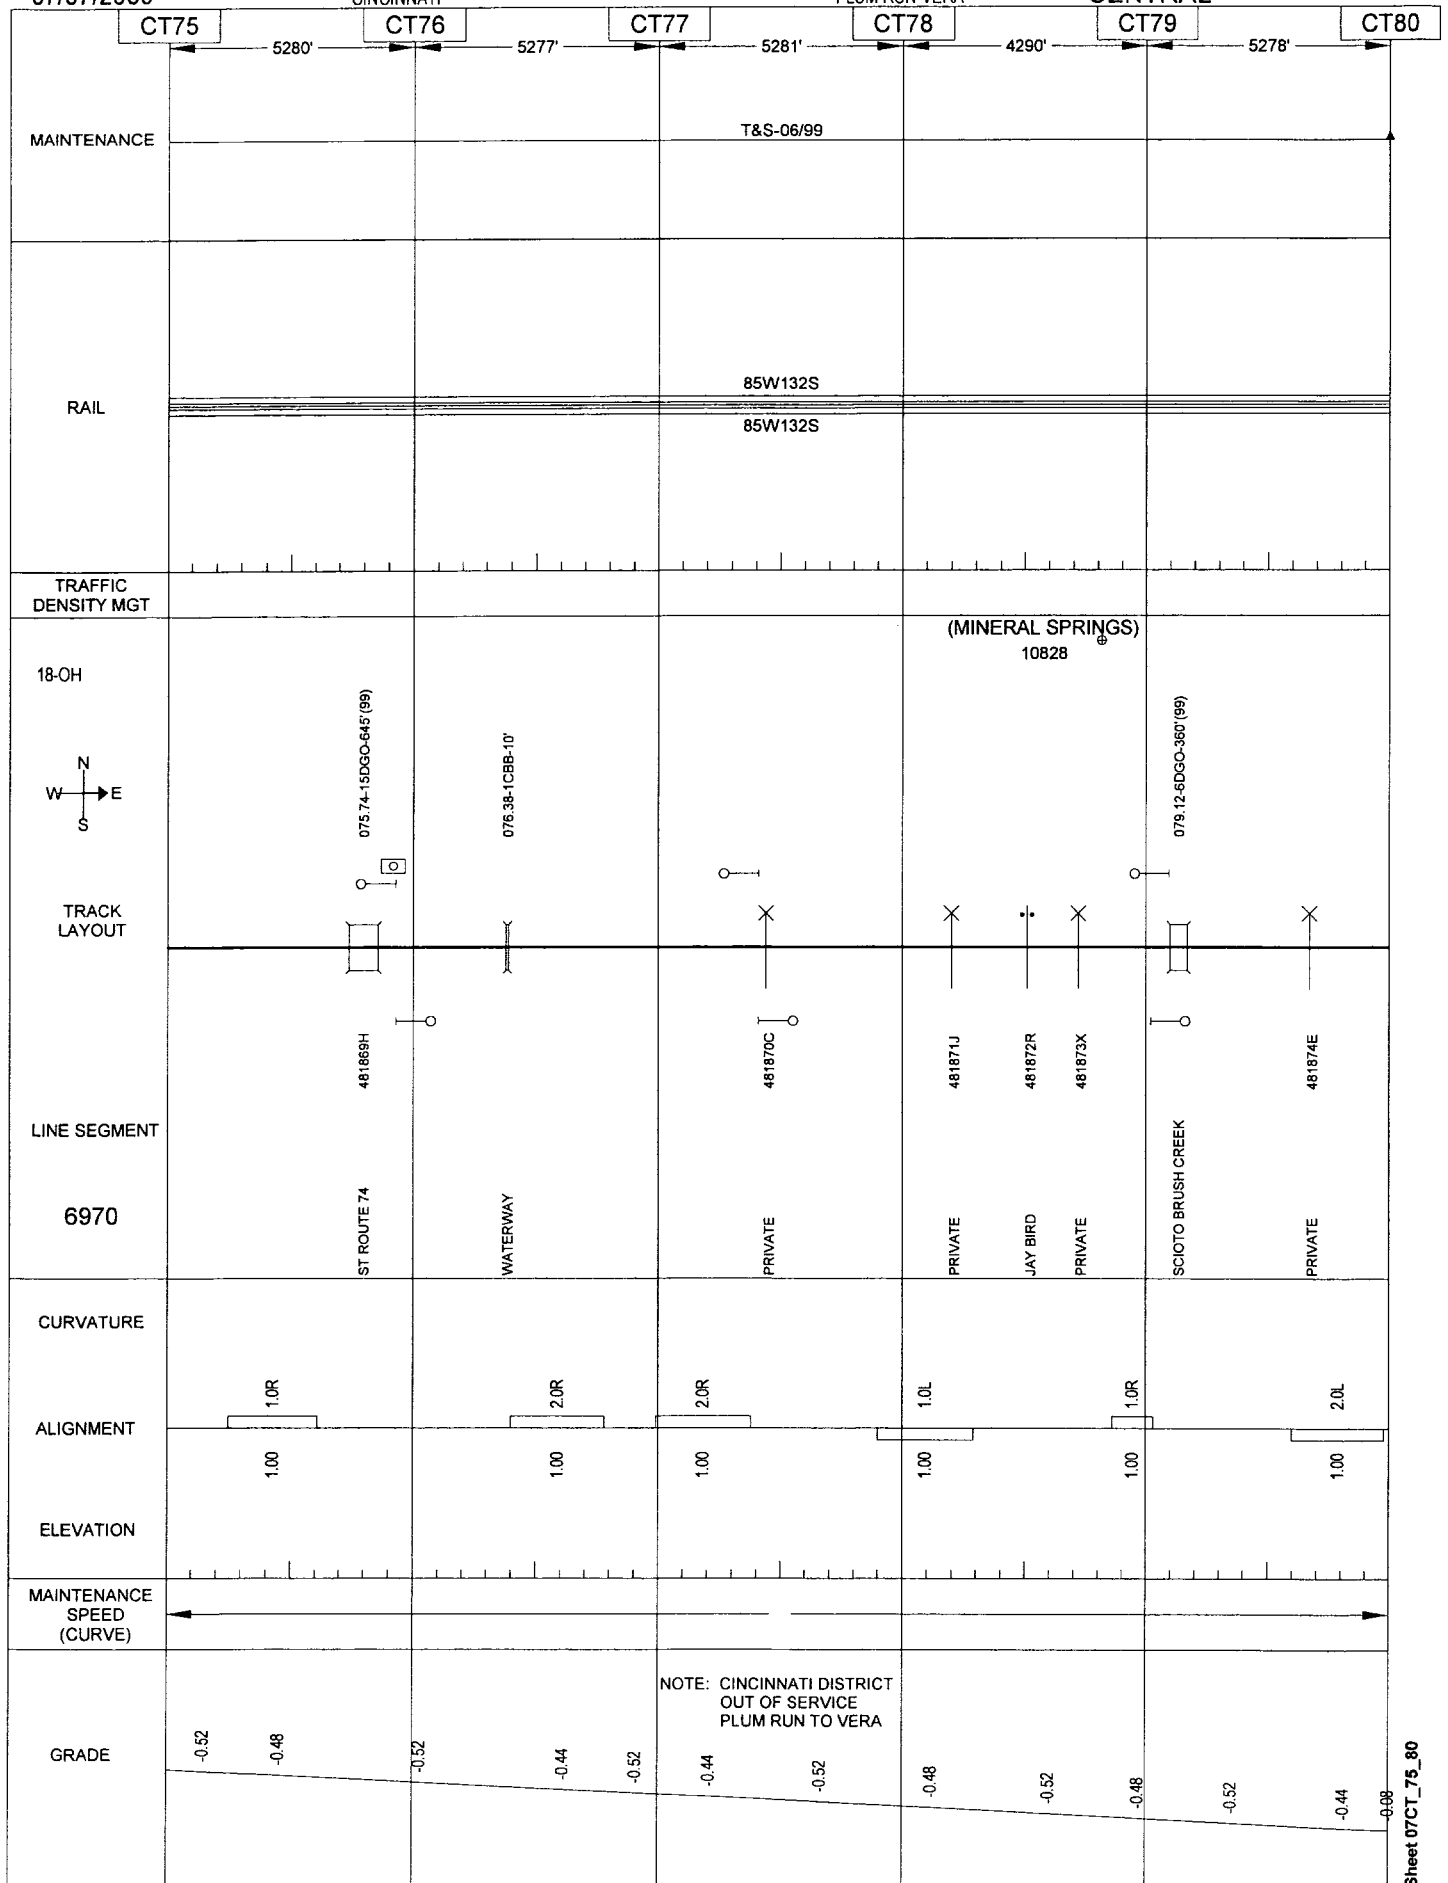 CINCINNATI
CT75 CT76 CT77 CT78 CT79 CT80
5280' 5277' 5281' 4290' 5278'
MAINTENANCE
T&S-06/99
RAIL
85W132S
85W132S
TRAFFIC
DENSITY MGT
(MINERAL SPRINGS)
10828
18-OH
N
W E
S
075.74-15DGO-645'(99)
076.38-1CBB-10'
079.12-6DGO-360'(99)
TRACK
LAYOUT
481869H
481870C
481871J
481872R
481873X
481874E
LINE SEGMENT
6970
ST ROUTE 74
WATERWAY
PRIVATE
PRIVATE
JAY BIRD
PRIVATE
SCIOTO BRUSH CREEK
PRIVATE
CURVATURE
1.0R 2.0R 2.0R 1.0L 1.0R 2.0L
ALIGNMENT
1.00 1.00 1.00 1.00 1.00 1.00
ELEVATION
MAINTENANCE
SPEED
(CURVE)
NOTE: CINCINNATI DISTRICT
OUT OF SERVICE
PLUM RUN TO VERA
GRADE
-0.52 -0.48 -0.52 -0.44 -0.52 -0.44 -0.52 -0.48 -0.52 -0.48 -0.52 -0.44 -0.08
Sheet 07CT_75_80